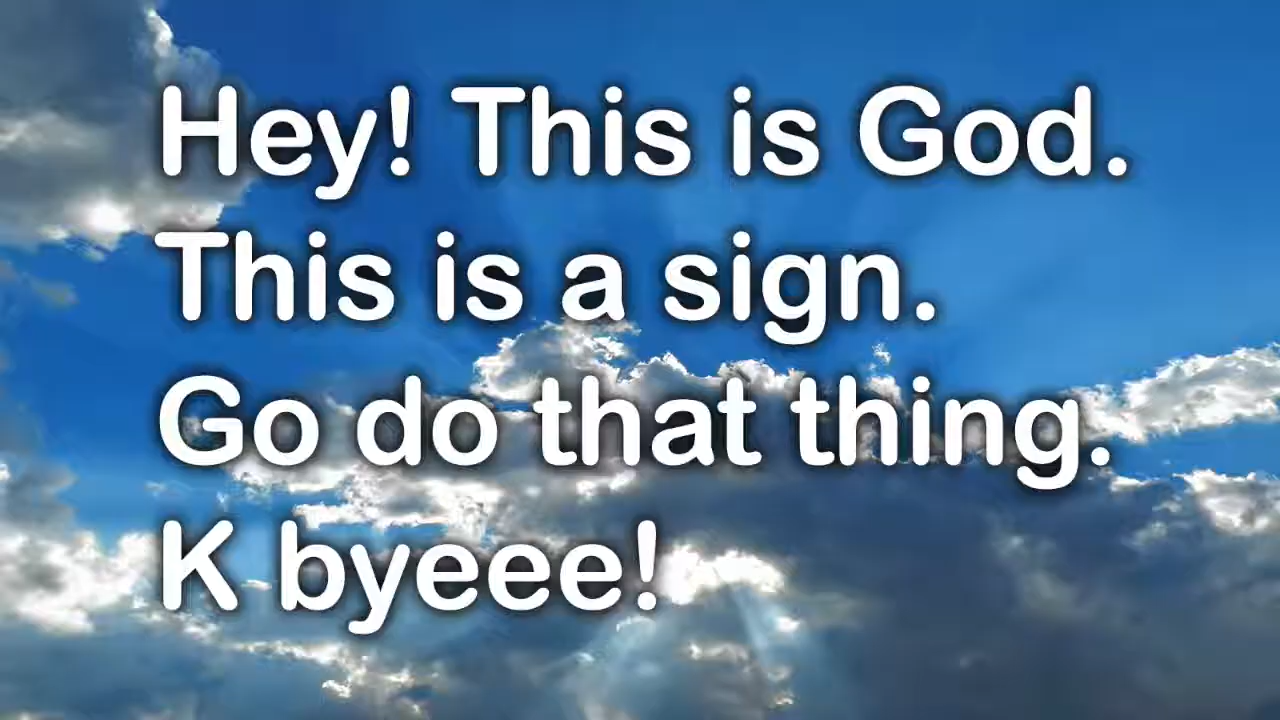 Hey! This is God.
This is a sign.
Go do that thing.
K byeee!